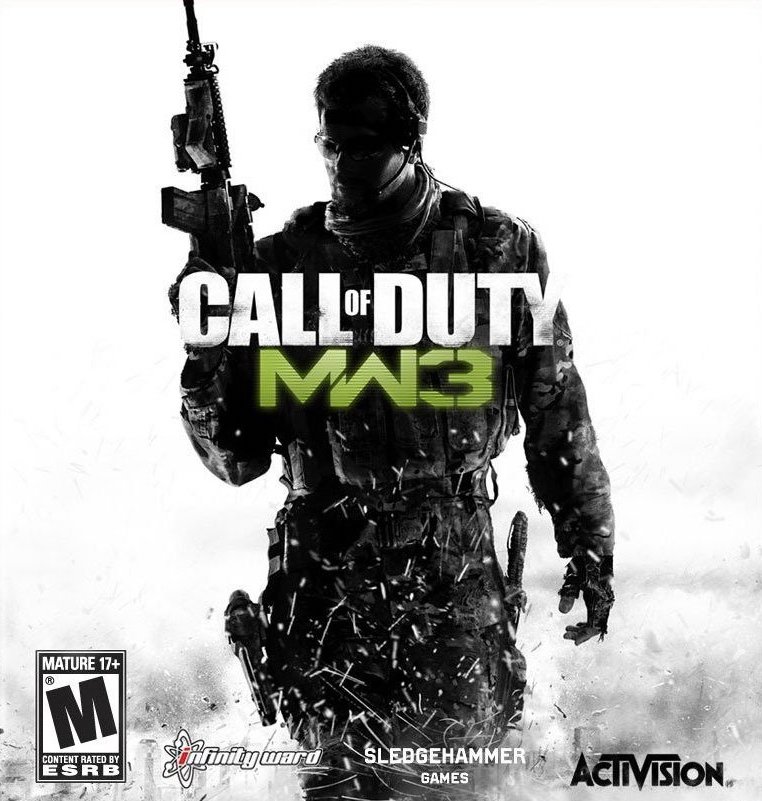 CALL OF DUTY®
MW3
MATURE 17+
M®
CONTENT RATED BY
ESRB
infinity ward
SLEDGEHAMMER
GAMES
ACTIVISION